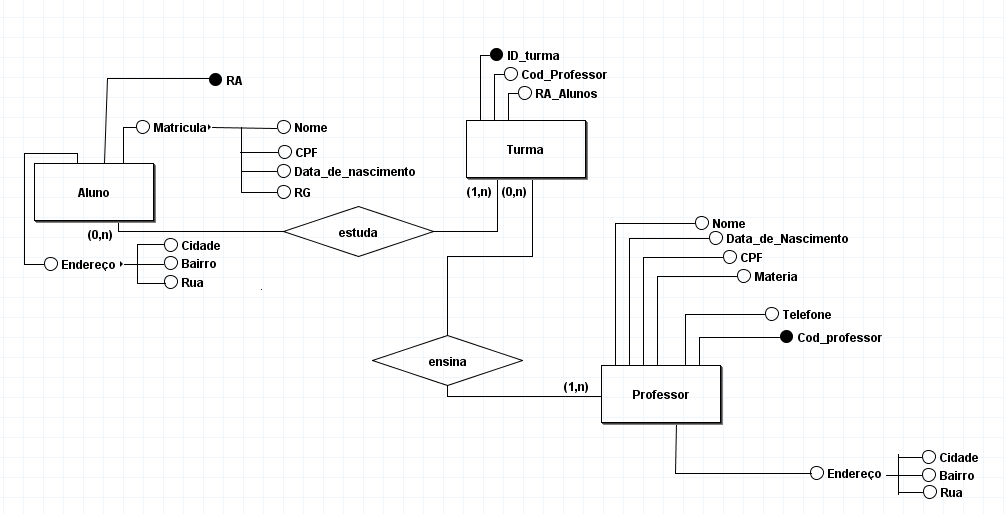 ID_turma
Cod_Professor
RA_Alunos
RA
Matricula
Nome
CPF
Data_de_nascimento
RG
Turma
Aluno
(1,n) (0,n)
(0,n)
estuda
Endereço
Cidade
Bairro
Rua
Nome
Data_de_Nascimento
CPF
Materia
Telefone
Cod_professor
ensina
(1,n)
Professor
Endereço
Cidade
Bairro
Rua